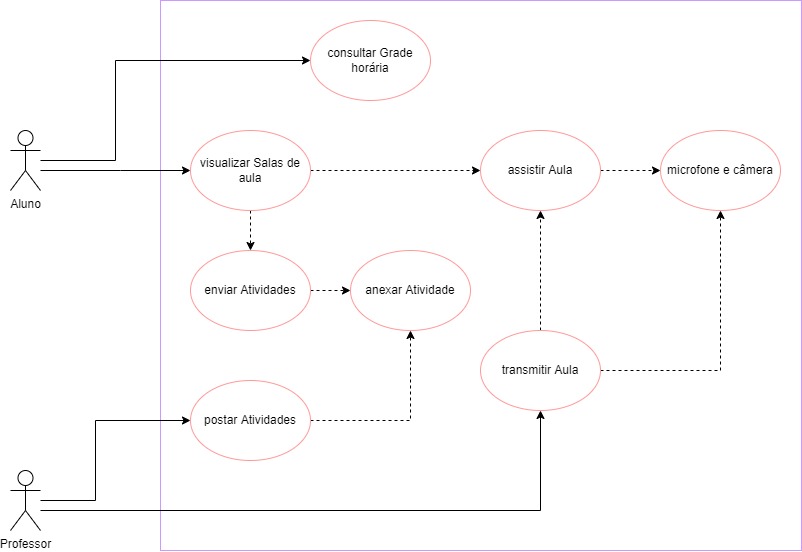 consultar Grade
horária
visualizar Salas de
aula
assistir Aula
microfone e câmera
Aluno
enviar Atividades
anexar Atividade
transmitir Aula
postar Atividades
Professor